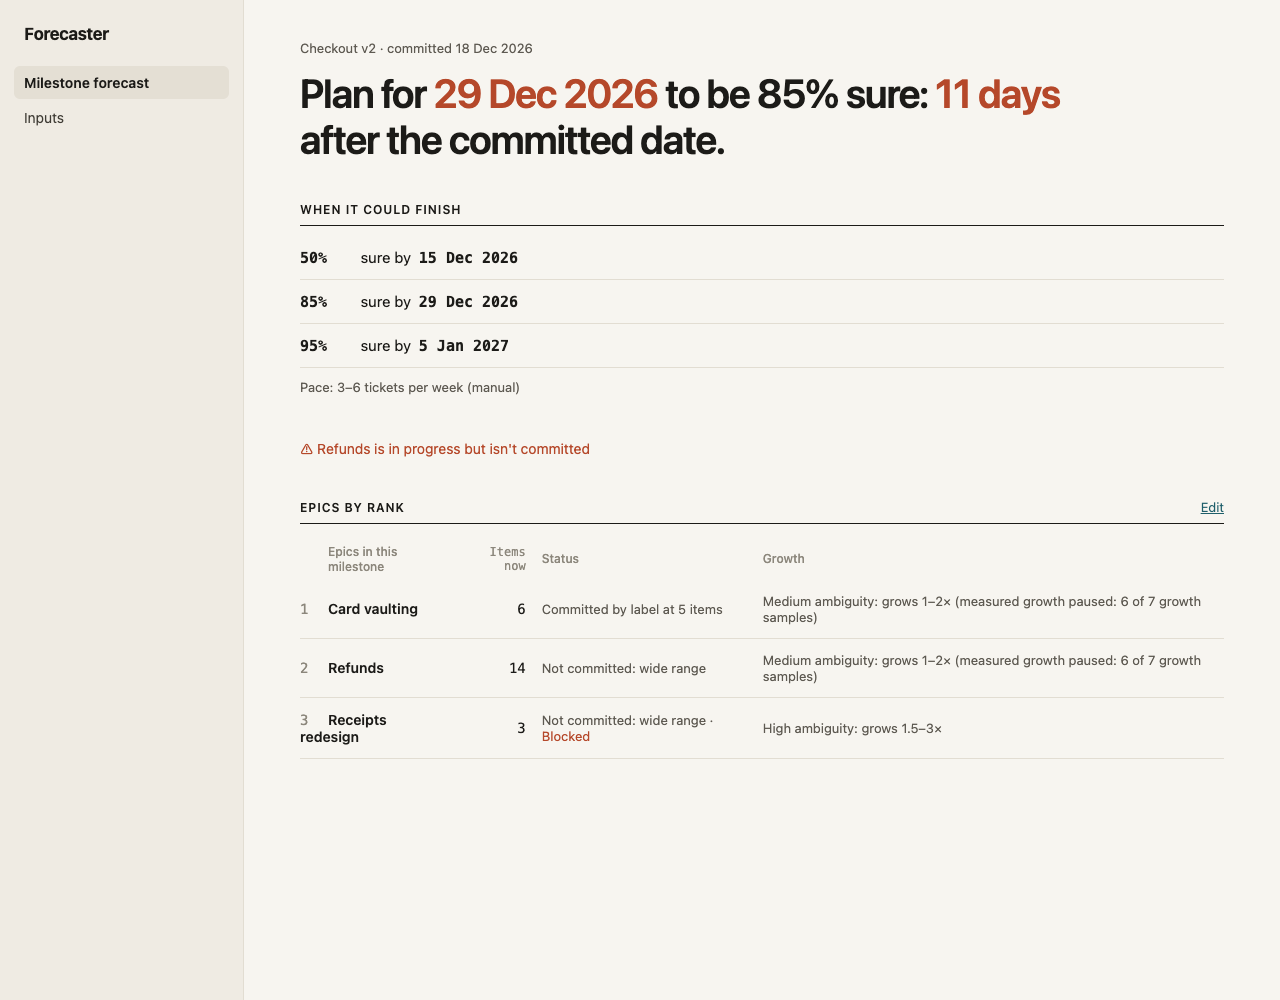 Forecaster
Milestone forecast
Inputs
Checkout v2 · committed 18 Dec 2026
Plan for 29 Dec 2026 to be 85% sure: 11 days
after the committed date.
WHEN IT COULD FINISH
50% sure by 15 Dec 2026
85% sure by 29 Dec 2026
95% sure by 5 Jan 2027
Pace: 3–6 tickets per week (manual)
⚠ Refunds is in progress but isn't committed
EPICS BY RANK
Edit
Epics in this
milestone
Items
now
Status
Growth
1 Card vaulting
6
Committed by label at 5 items
Medium ambiguity: grows 1–2× (measured growth paused: 6 of 7 growth
samples)
2 Refunds
14
Not committed: wide range
Medium ambiguity: grows 1–2× (measured growth paused: 6 of 7 growth
samples)
3 Receipts
redesign
3
Not committed: wide range ·
Blocked
High ambiguity: grows 1.5–3×